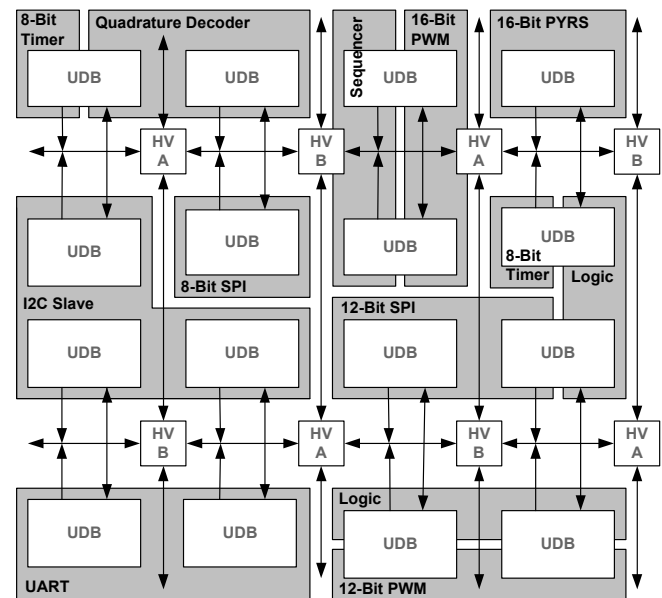 8-Bit
Timer
Quadrature Decoder
Sequencer
16-Bit
PWM
16-Bit PYRS
UDB
UDB
UDB
UDB
HV
A
HV
B
HV
A
HV
B
UDB
UDB
UDB
UDB
8-Bit SPI
8-Bit
Timer
Logic
I2C Slave
12-Bit SPI
UDB
UDB
UDB
UDB
HV
B
HV
A
HV
B
HV
A
Logic
UDB
UDB
UDB
UDB
UART
12-Bit PWM